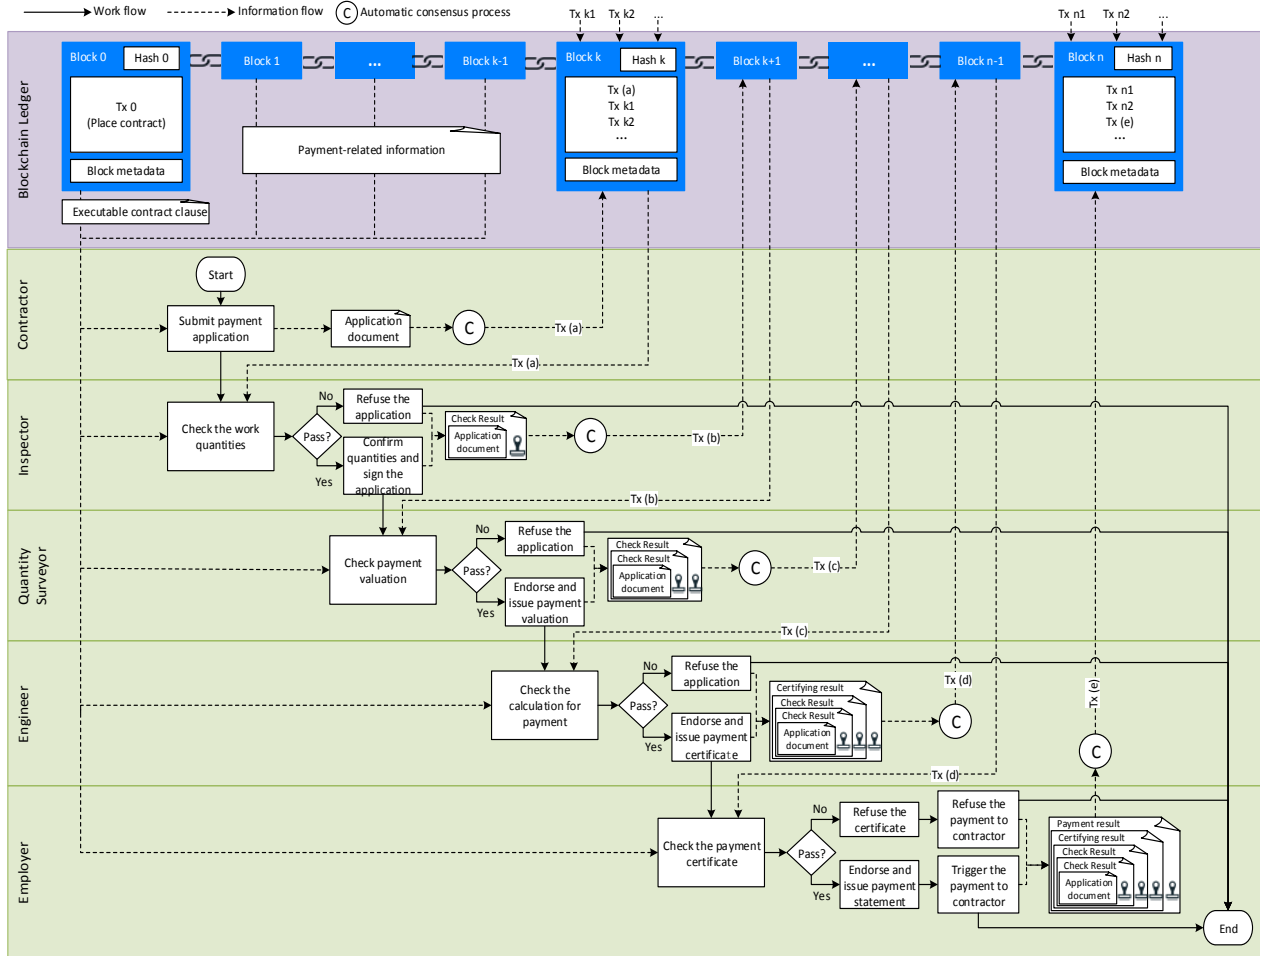 Work flow
Information flow
C
Automatic consensus process
Tx k1
Tx k2
...
Tx n1
Tx n2
...
Blockchain Ledger
Block 0
Hash 0
Tx 0
(Place contract)
Block metadata
Block 1
...
Block k-1
Block k
Hash k
Tx (a)
Tx k1
Tx k2
...
Block metadata
Block k+1
...
Block n-1
Block n
Hash n
Tx n1
Tx n2
Tx (e)
...
Block metadata
Payment-related information
Executable contract clause
Contractor
Start
Submit payment
application
Application
document
C
Tx (a)
Tx (a)
Inspector
Check the work
quantities
Pass?
No
Yes
Refuse the
application
Confirm
quantities and
sign the
application
Check Result
Application
document
C
Tx (b)
Tx (b)
Quantity
Surveyor
Check payment
valuation
Pass?
No
Yes
Refuse the
application
Endorse and
issue payment
valuation
Check Result
Check Result
Application
document
C
Tx (c)
Tx (c)
Engineer
Check the
calculation for
payment
Pass?
No
Yes
Refuse the
application
Endorse and
issue payment
certificate
Certifying result
Check Result
Check Result
Application
document
C
Tx (d)
Tx (d)
C
Tx (e)
Employer
Check the payment
certificate
Pass?
No
Yes
Refuse the
certificate
Refuse the
payment to
contractor
Endorse and
issue payment
statement
Trigger the
payment to
contractor
Payment result
Certifying result
Check Result
Check Result
Application
document
End